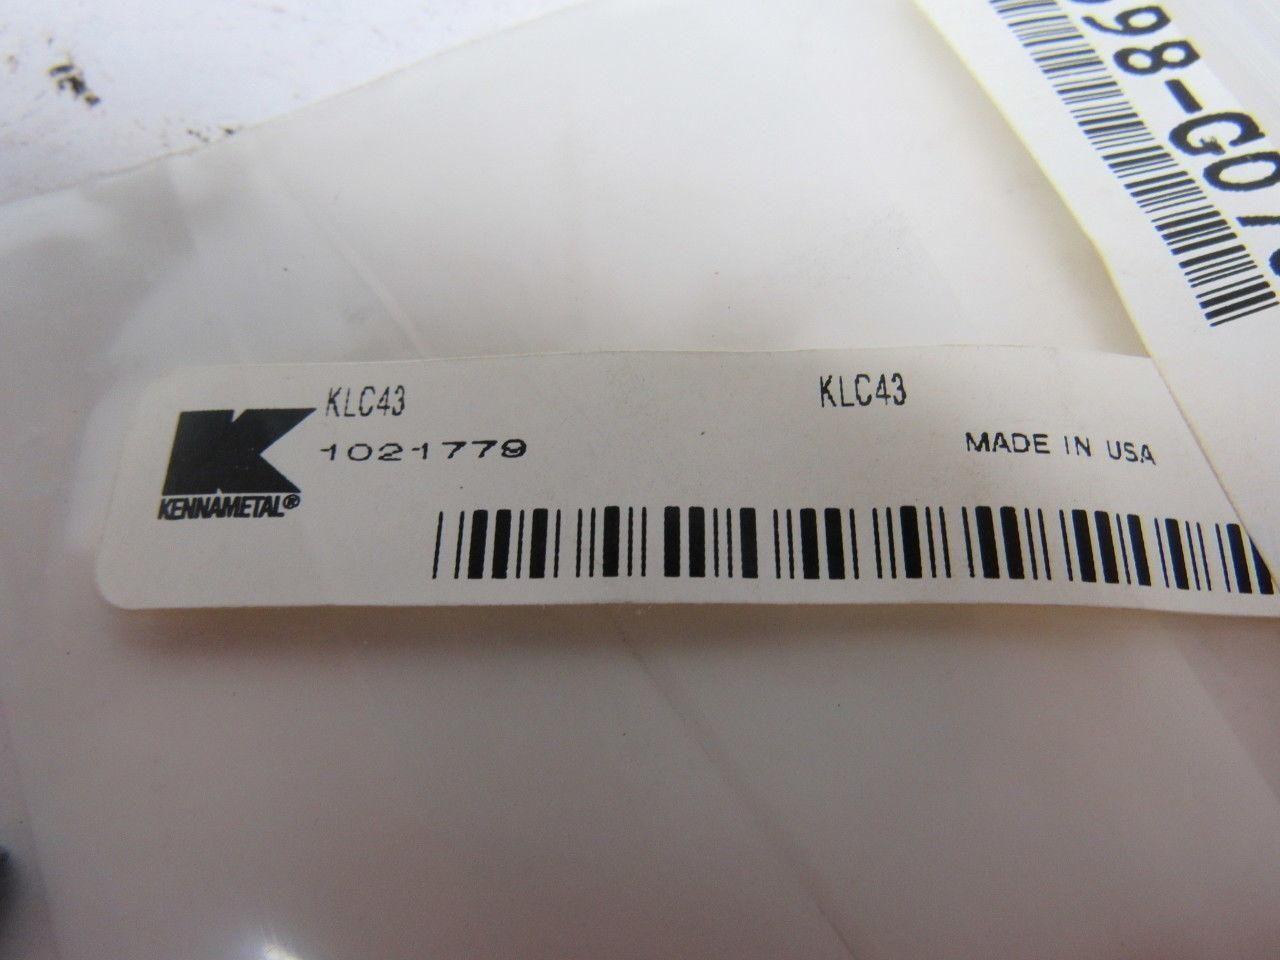 KLC43
KLC43
1021779
MADE IN USA
KENNAMETAL®